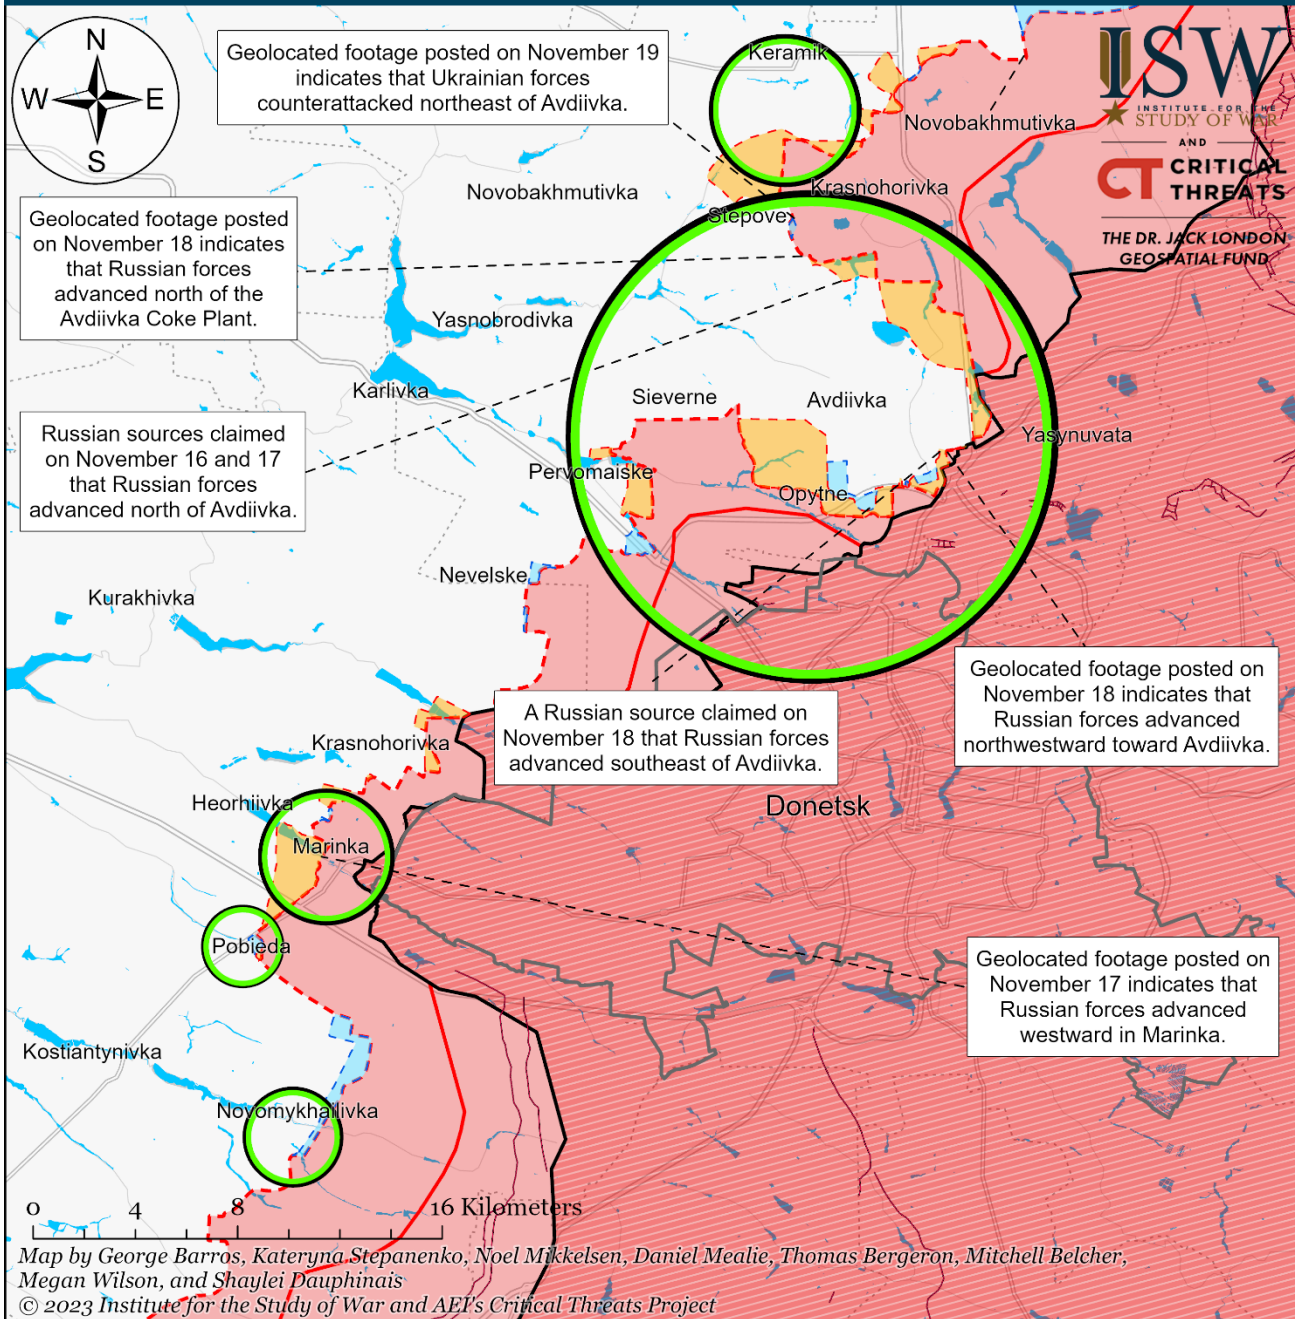 N
W
E
S
Geolocated footage posted on November 19
indicates that Ukrainian forces
counterattacked northeast of Avdiivka.
Keramik
ISW
INSTITUTE FOR THE
STUDY OF WAR
AND
CT CRITICAL
THREATS
THE DR. JACK LONDON
GEOSPATIAL FUND
Novobakhmutivka
Novobakhmutivka
Krasnohorivka
Stepove
Geolocated footage posted
on November 18 indicates
that Russian forces
advanced north of the
Avdiivka Coke Plant.
Yasnobrodivka
Karlivka
Sieverne
Avdiivka
Russian sources claimed
on November 16 and 17
that Russian forces
advanced north of Avdiivka.
Yasynuvata
Pervomaiske
Opytne
Nevelske
Kurakhivka
Geolocated footage posted on
November 18 indicates that
Russian forces advanced
northwestward toward Avdiivka.
A Russian source claimed on
November 18 that Russian forces
advanced southeast of Avdiivka.
Krasnohorivka
Heorhiivka
Donetsk
Marinka
Pobieda
Geolocated footage posted on
November 17 indicates that
Russian forces advanced
westward in Marinka.
Kostiantynivka
Novomykhailivka
0 4 8 16 Kilometers
Map by George Barros, Kateryna Stepanenko, Noel Mikkelsen, Daniel Mealie, Thomas Bergeron, Mitchell Belcher,
Megan Wilson, and Shaylei Dauphinais
© 2023 Institute for the Study of War and AEI's Critical Threats Project